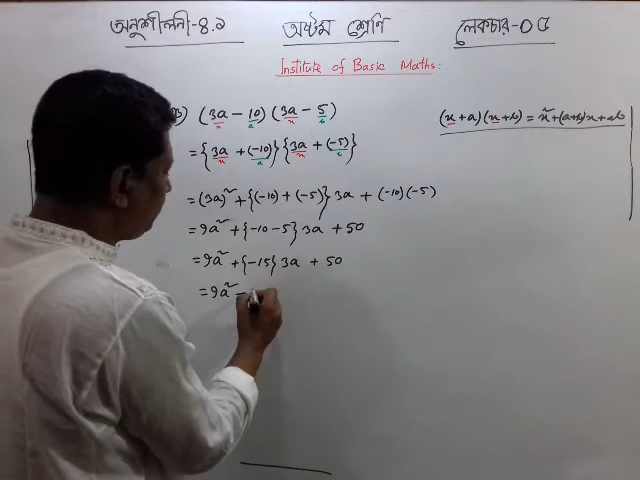 অনুশীলনী-৪.১ অষ্টম শ্রেণি লেকচার-০৫
Institute of Basic Maths:
(3a - 10) (3a - 5)
x a x b
(x+a) (x+b) = x²+(a+b)x+ab
= {3a + (-10)} {3a + (-5)}
x a x b
= (3a)² + {(-10) + (-5)} 3a + (-10) (-5)
= 9a² + {-10 - 5} 3a + 50
= 9a² + {-15} 3a + 50
= 9a² -